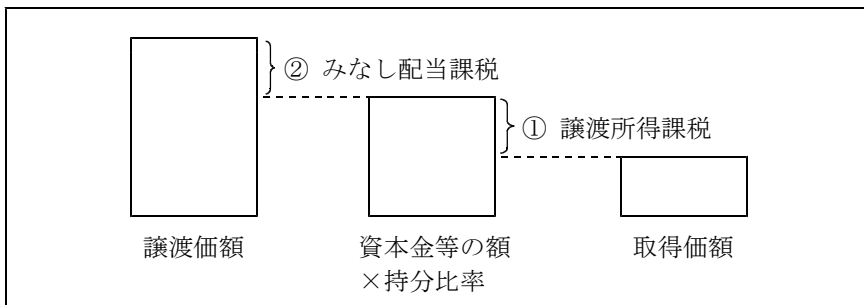 ② みなし配当課税
① 譲渡所得課税
譲渡価額
資本金等の額
×持分比率
取得価額